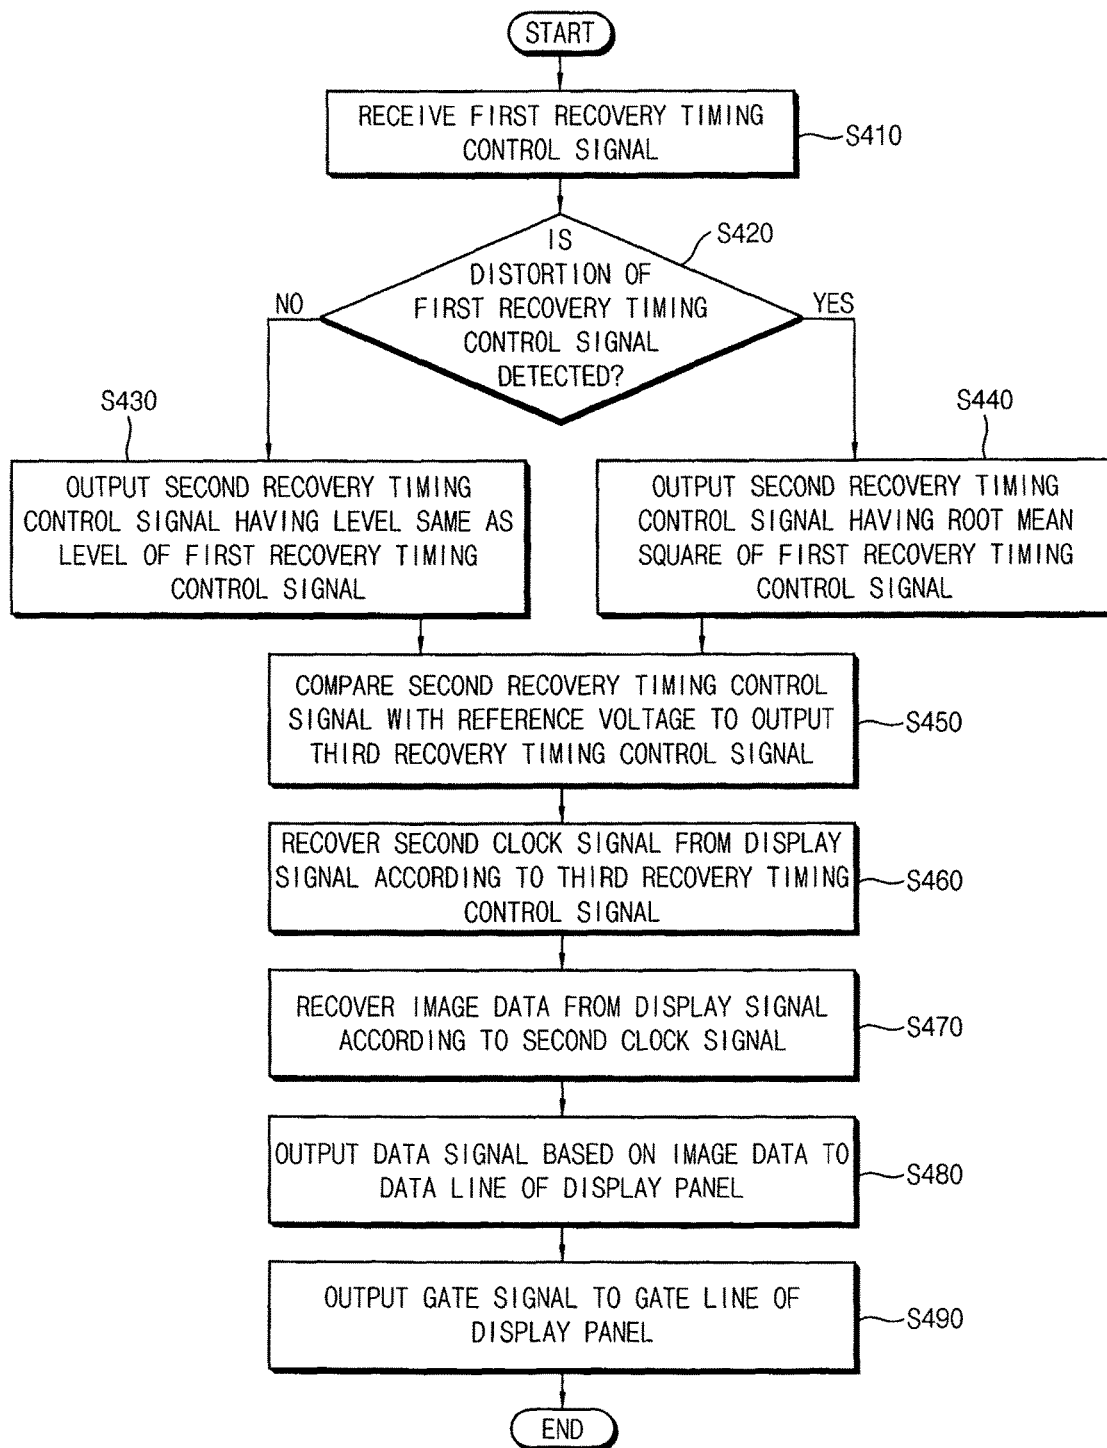 START
RECEIVE FIRST RECOVERY TIMING
CONTROL SIGNAL
S410
IS
DISTORTION OF
FIRST RECOVERY TIMING
CONTROL SIGNAL
DETECTED?
S420
NO
YES
S430
OUTPUT SECOND RECOVERY TIMING
CONTROL SIGNAL HAVING LEVEL SAME AS
LEVEL OF FIRST RECOVERY TIMING
CONTROL SIGNAL
S440
OUTPUT SECOND RECOVERY TIMING
CONTROL SIGNAL HAVING ROOT MEAN
SQUARE OF FIRST RECOVERY TIMING
CONTROL SIGNAL
COMPARE SECOND RECOVERY TIMING CONTROL
SIGNAL WITH REFERENCE VOLTAGE TO OUTPUT
THIRD RECOVERY TIMING CONTROL SIGNAL
S450
RECOVER SECOND CLOCK SIGNAL FROM DISPLAY
SIGNAL ACCORDING TO THIRD RECOVERY TIMING
CONTROL SIGNAL
S460
RECOVER IMAGE DATA FROM DISPLAY SIGNAL
ACCORDING TO SECOND CLOCK SIGNAL
S470
OUTPUT DATA SIGNAL BASED ON IMAGE DATA TO
DATA LINE OF DISPLAY PANEL
S480
OUTPUT GATE SIGNAL TO GATE LINE OF
DISPLAY PANEL
S490
END